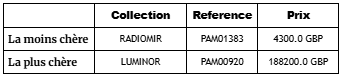 Collection Reference Prix
La moins chère RADIOMIR PAM01383 4300.0 GBP
La plus chère LUMINOR PAM00920 188200.0 GBP